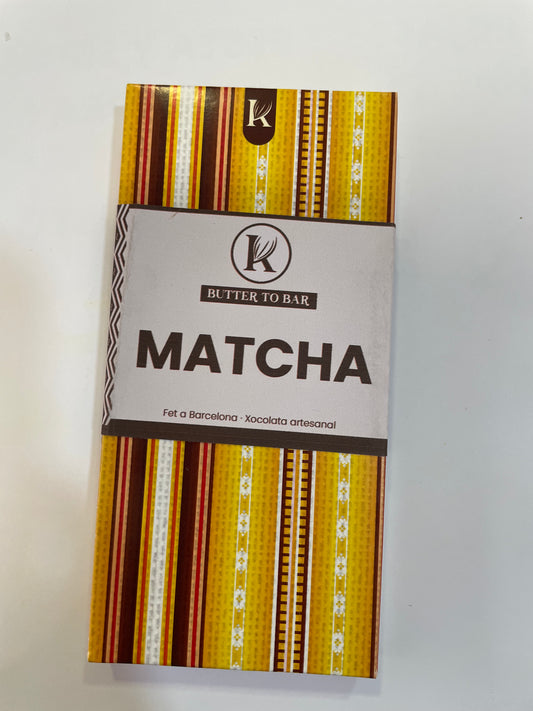 K
K
BUTTER TO BAR
MATCHA
Fet a Barcelona · Xocolata artesanal